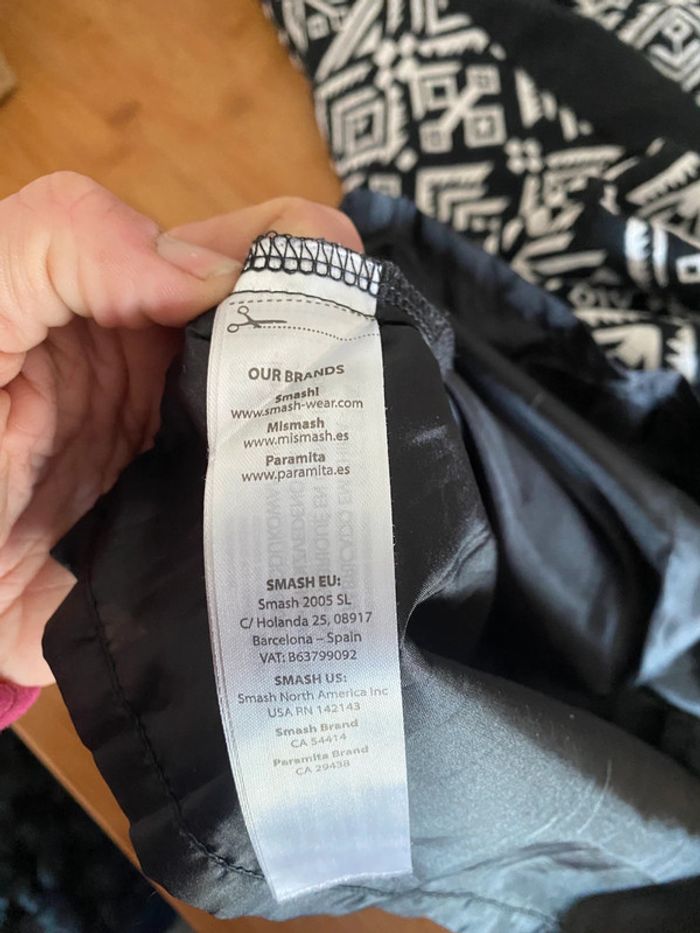 OUR BRANDS
Smash!
www.smash-wear.com
Mismash
www.mismash.es
Paramita
www.paramita.es
SMASH EU:
Smash 2005 SL
C/ Holanda 25, 08917
Barcelona – Spain
VAT: B63799092
SMASH US:
Smash North America Inc
USA RN 142143
Smash Brand
CA 54414
Paramita Brand
CA 29438